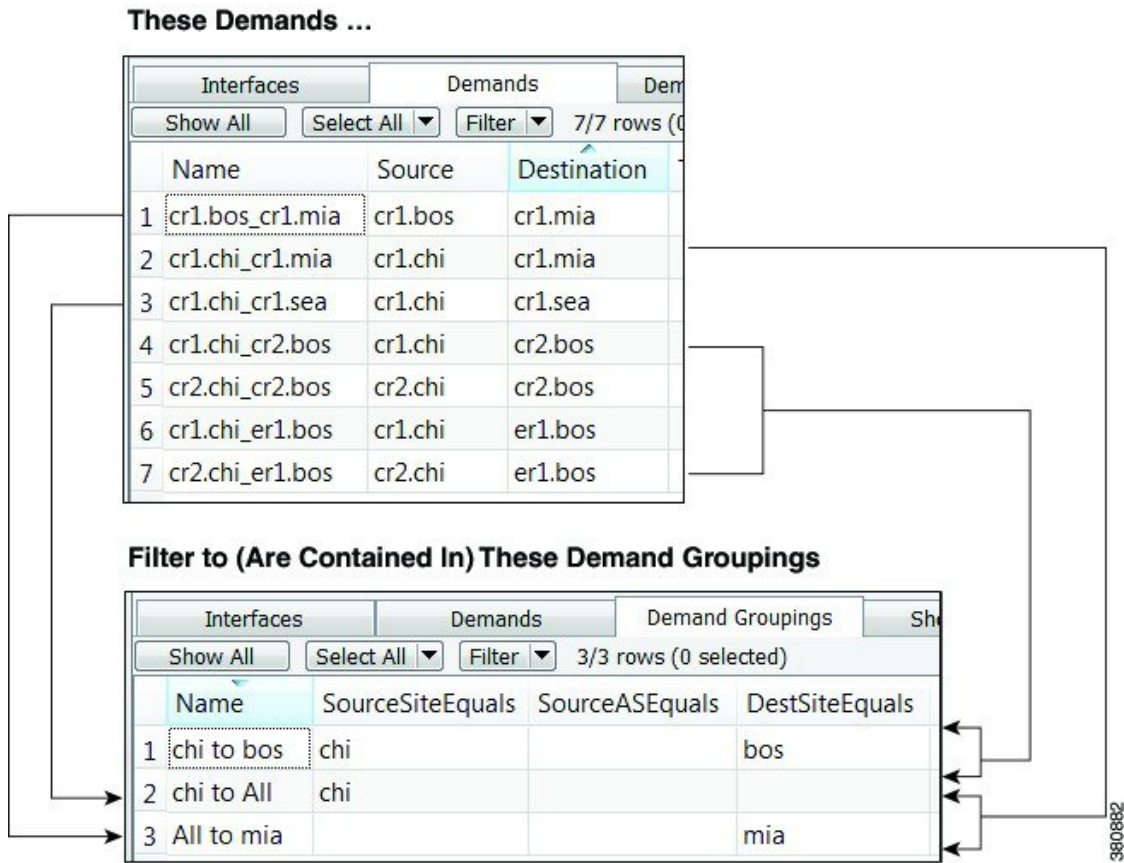 These Demands ...
Interfaces Demands Dem
Show All Select All Filter 7/7 rows (0
Name Source Destination
1 cr1.bos_cr1.mia cr1.bos cr1.mia
2 cr1.chi_cr1.mia cr1.chi cr1.mia
3 cr1.chi_cr1.sea cr1.chi cr1.sea
4 cr1.chi_cr2.bos cr1.chi cr2.bos
5 cr2.chi_cr2.bos cr2.chi cr2.bos
6 cr1.chi_er1.bos cr1.chi er1.bos
7 cr2.chi_er1.bos cr2.chi er1.bos
Filter to (Are Contained In) These Demand Groupings
Interfaces Demands Demand Groupings Sh
Show All Select All Filter 3/3 rows (0 selected)
Name SourceSiteEquals SourceASEquals DestSiteEquals
1 chi to bos chi bos
2 chi to All chi
3 All to mia mia
380882